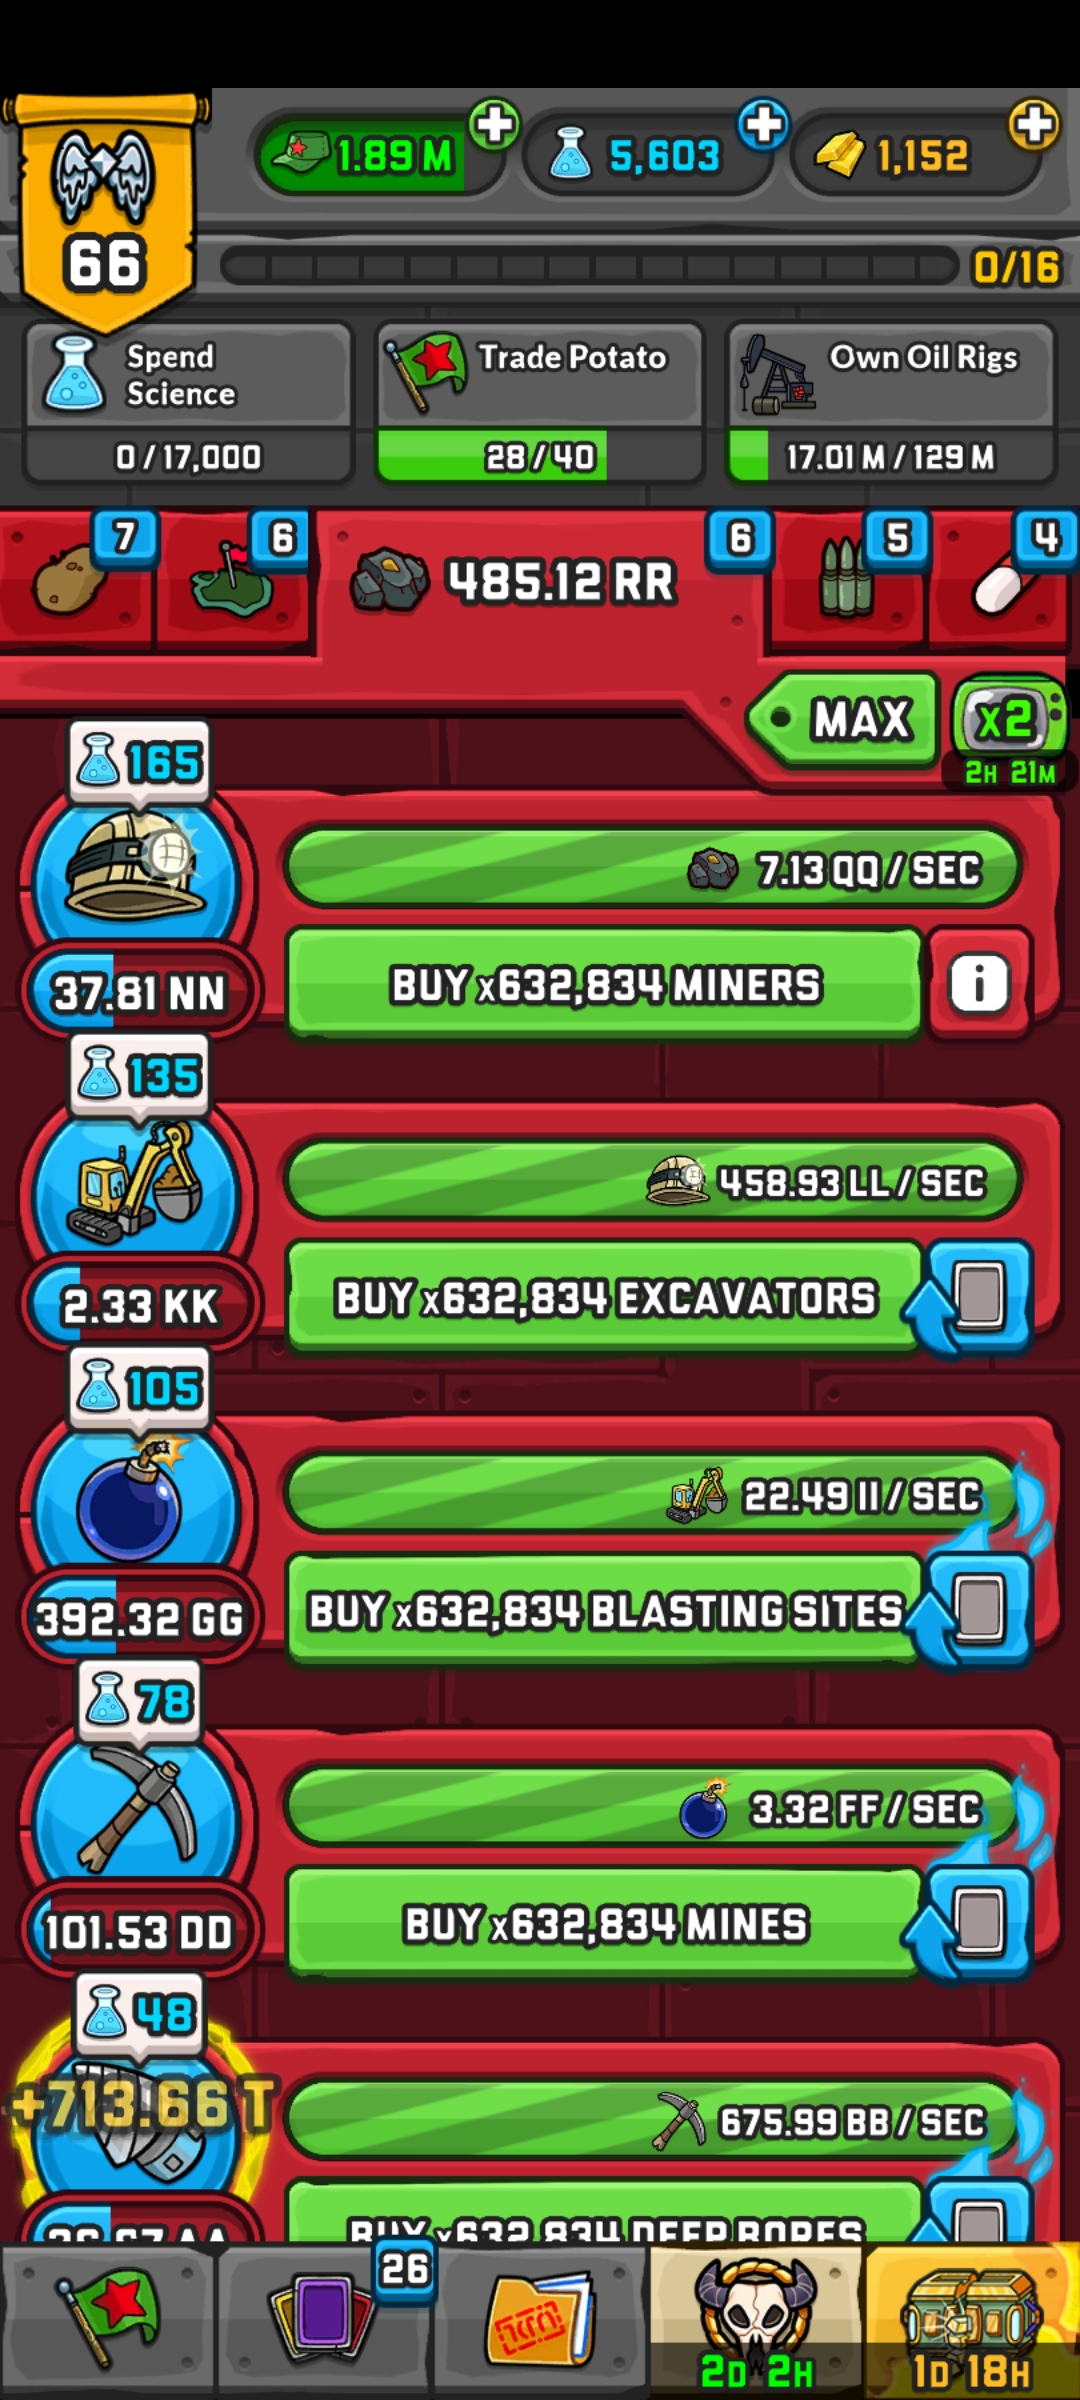 1.89 M
5,603
1,152
66
0/16
Spend
Science
0 / 17,000
Trade Potato
28 / 40
Own Oil Rigs
17.01 M / 129 M
7
6
485.12 RR
6
5
4
MAX
x2
2H 21M
165
7.13 QQ / SEC
37.81 NN
BUY x632,834 MINERS
i
135
458.93 LL / SEC
2.33 KK
BUY x632,834 EXCAVATORS
105
22.49 II / SEC
392.32 GG
BUY x632,834 BLASTING SITES
78
3.32 FF / SEC
101.53 DD
BUY x632,834 MINES
48
+713.66 T
675.99 BB / SEC
BUY x632,834 DEEP BORES
26
2D 2H
1D 18H